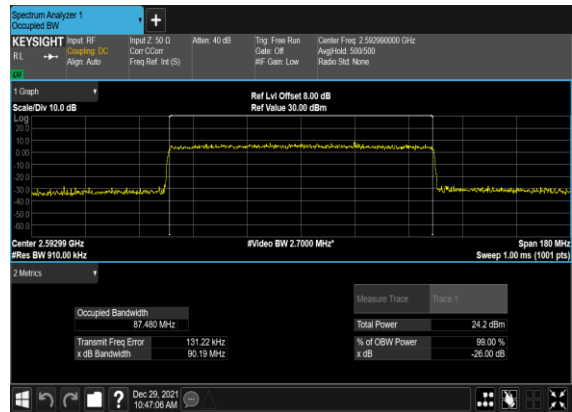 Spectrum Analyzer 1
Occupied BW
+
KEYSIGHT Input: RF Input Z: 50 Ω Atten: 40 dB Trig: Free Run Center Freq: 2.592990000 GHz
RL Coupling: DC Corr CCorr Gate: Off Avg|Hold: 500/500
Align: Auto Freq Ref: Int (S) #IF Gain: Low Radio Std: None
LW
1 Graph
Ref Lvl Offset 8.00 dB
Scale/Div 10.0 dB Ref Value 30.00 dBm
Log
20.0
10.0
0.00
-10.0
-20.0
-30.0
-40.0
-50.0
-60.0
Center 2.59299 GHz #Video BW 2.7000 MHz* Span 180 MHz
#Res BW 910.00 kHz Sweep 1.00 ms (1001 pts)
2 Metrics
Measure Trace Trace 1
Occupied Bandwidth
87.480 MHz Total Power 24.2 dBm
Transmit Freq Error 131.22 kHz % of OBW Power 99.00 %
x dB Bandwidth 90.19 MHz x dB -26.00 dB
? Dec 29, 2021
10:47:06 AM